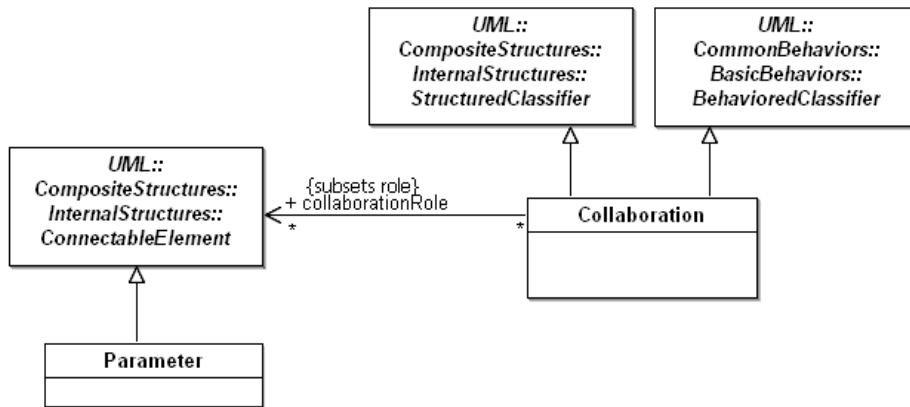 UML::
CompositeStructures::
InternalStructures::
StructuredClassifier
UML::
CommonBehaviors::
BasicBehaviors::
BehavioredClassifier
UML::
CompositeStructures::
InternalStructures::
ConnectableElement
{subsets role}
+ collaborationRole
*
*
Collaboration
Parameter